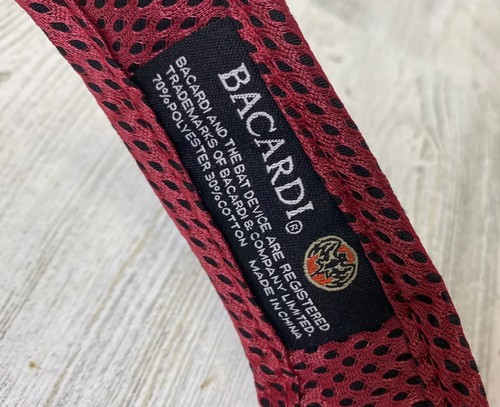 BACARDI®
BACARDI AND THE BAT DEVICE ARE REGISTERED
TRADEMARKS OF BACARDI & COMPANY LIMITED.
70%POLYESTER 30%COTTON MADE IN CHINA